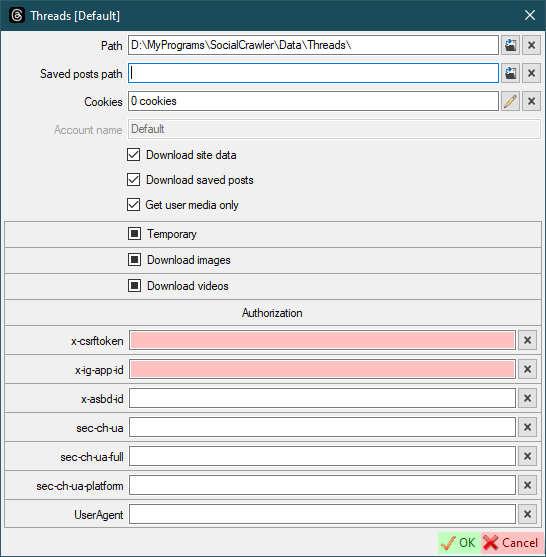 Threads [Default]
Path D:\MyPrograms\SocialCrawler\Data\Threads\
Saved posts path
Cookies 0 cookies
Account name Default
Download site data
Download saved posts
Get user media only
Temporary
Download images
Download videos
Authorization
x-csrftoken
x-ig-app-id
x-asbd-id
sec-ch-ua
sec-ch-ua-full
sec-ch-ua-platform
UserAgent
OK Cancel